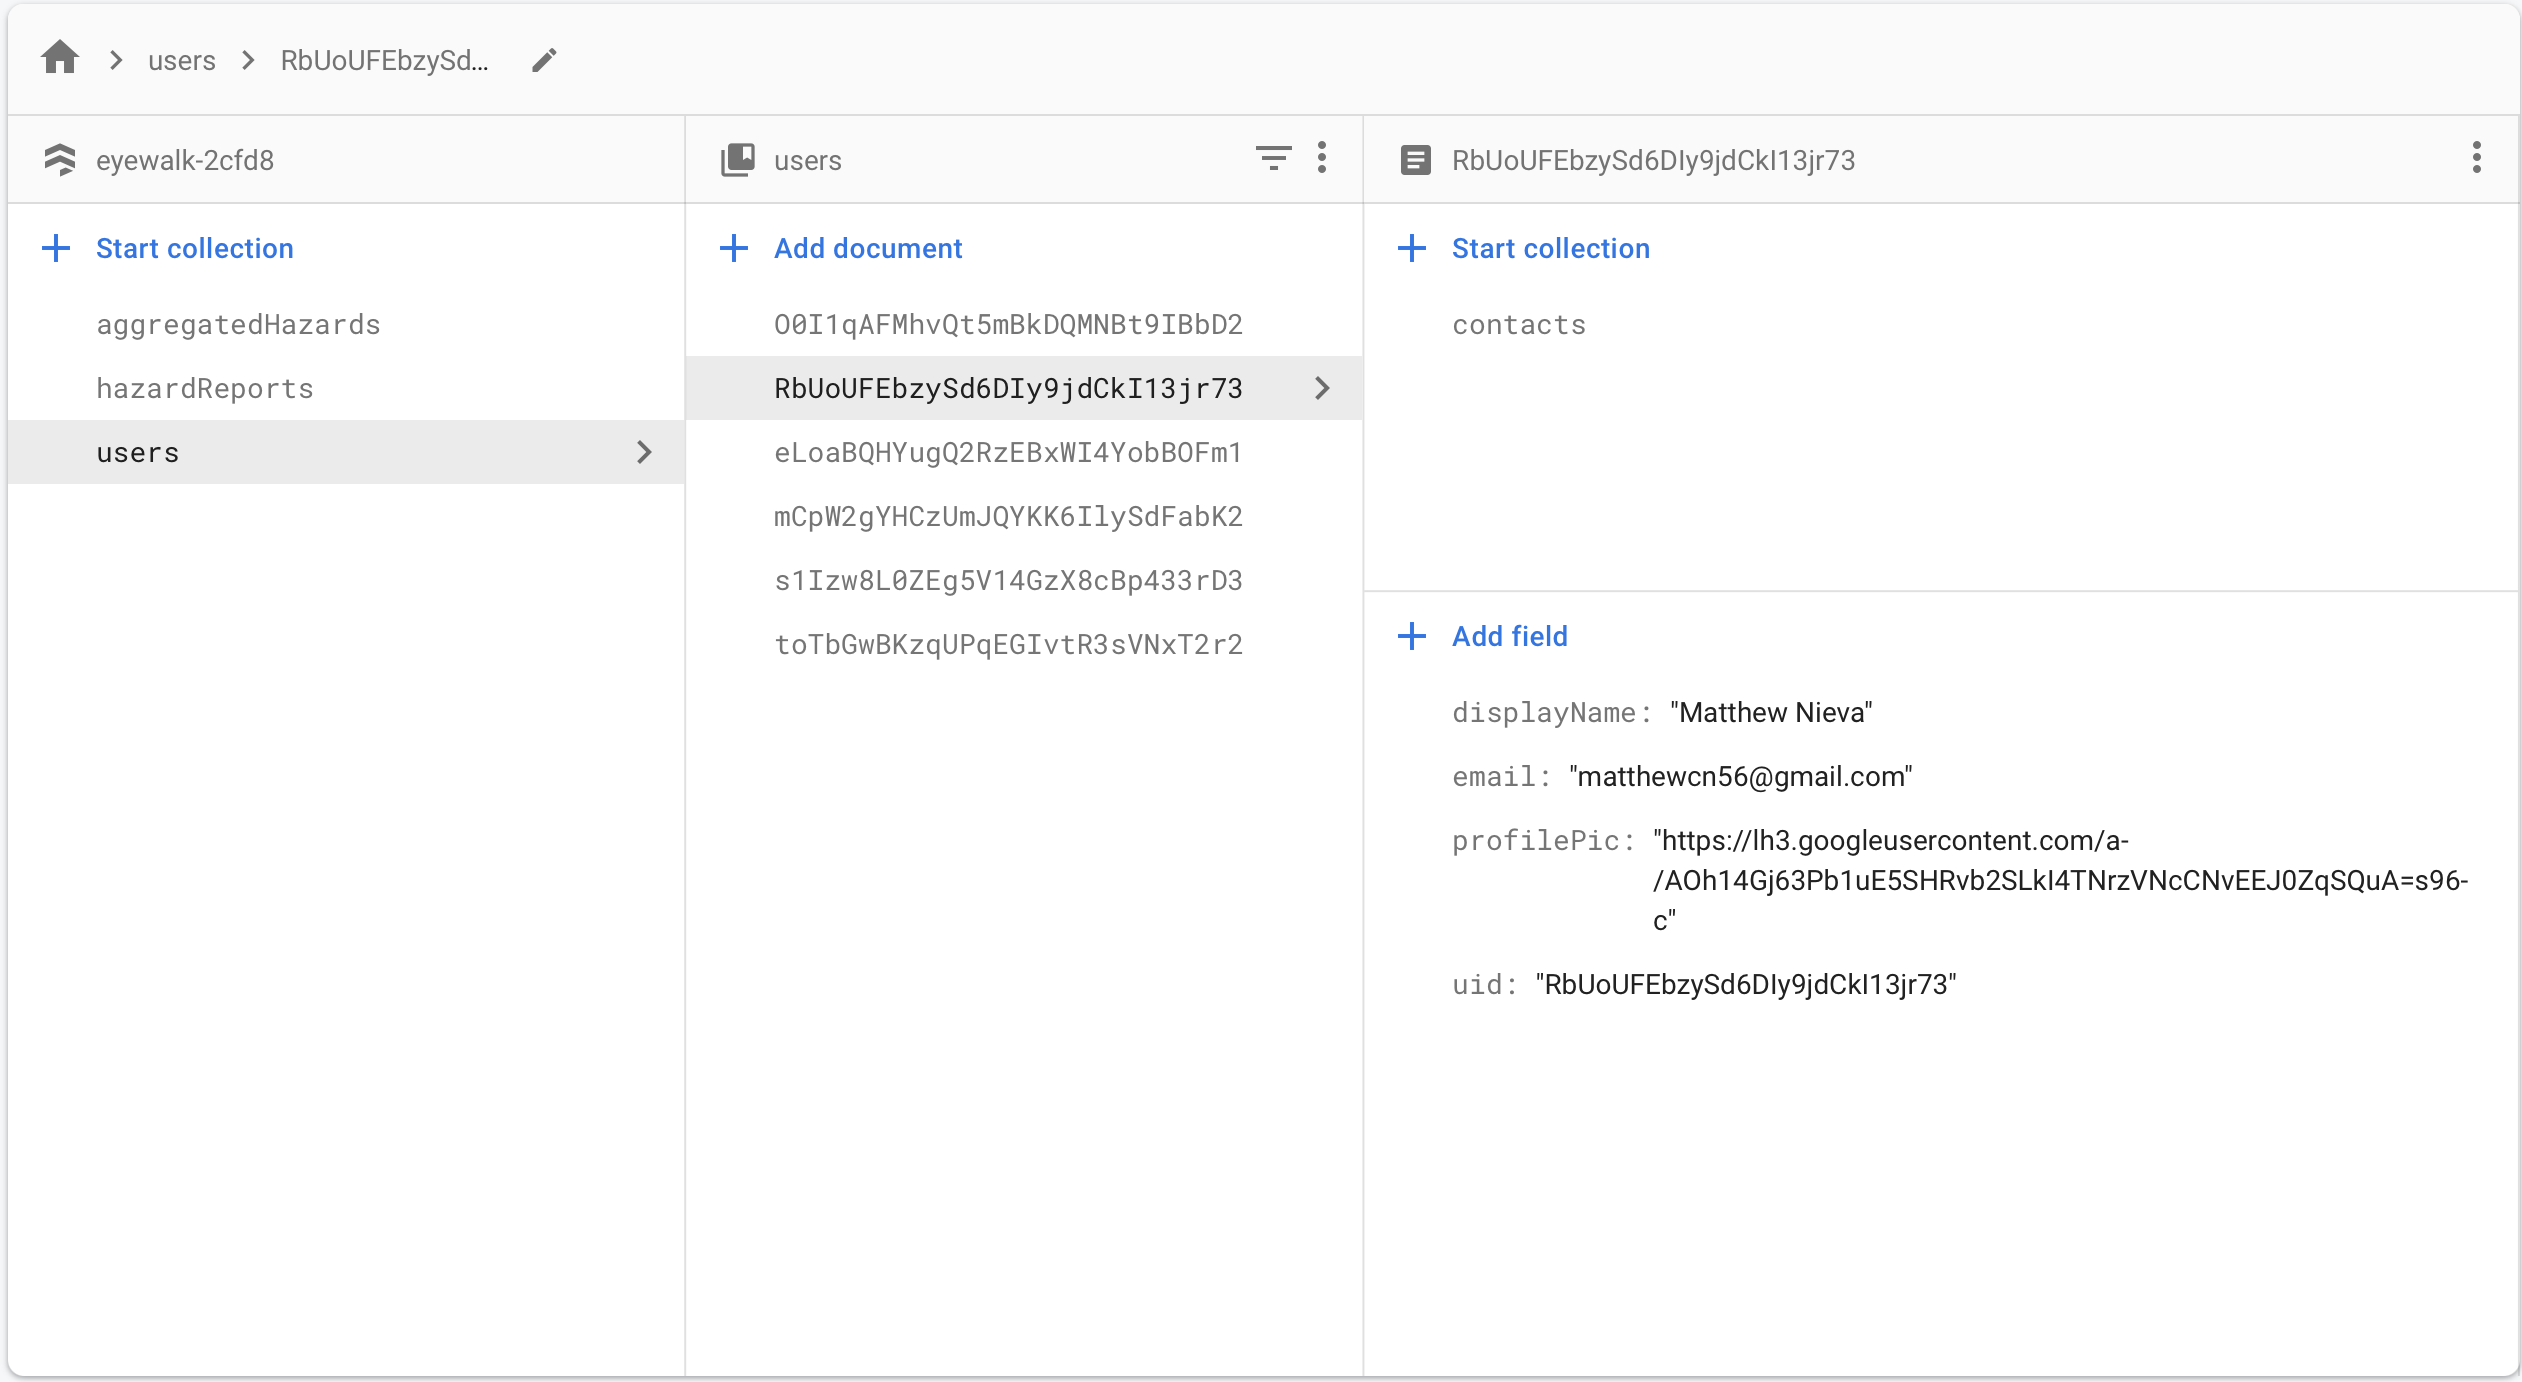 users
RbUoUFEbzySd...
eyewalk-2cfd8
Start collection
aggregatedHazards
hazardReports
users
users
Add document
O0I1qAFMhvQt5mBkDQMNBt9IBbD2
RbUoUFEbzySd6DIy9jdCkI13jr73
eLoaBQHYugQ2RzEBxWI4YobBOFm1
mCpW2gYHCzUmJQYKK6IlySdFabK2
s1Izw8L0ZEg5V14GzX8cBp433rD3
toTbGwBKzqUPqEGIvtR3sVNxT2r2
RbUoUFEbzySd6DIy9jdCkI13jr73
Start collection
contacts
Add field
displayName: "Matthew Nieva"
email: "matthewcn56@gmail.com"
profilePic: "https://lh3.googleusercontent.com/a-
/AOh14Gj63Pb1uE5SHRvb2SLkI4TNrzVNcCNvEEJ0ZqSQuA=s96-
c"
uid: "RbUoUFEbzySd6DIy9jdCkI13jr73"